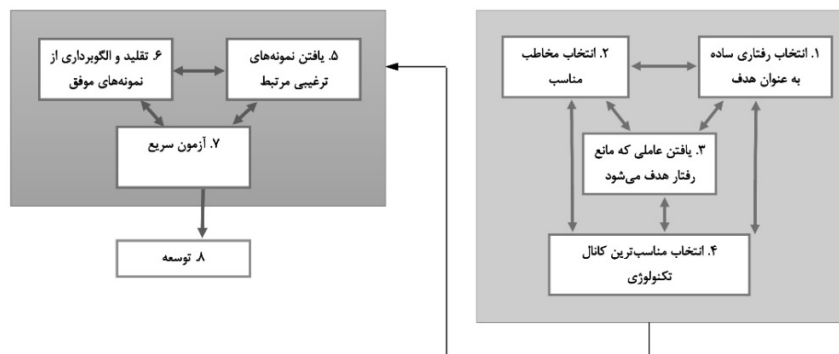 ۱. انتخاب رفتاری ساده
به عنوان هدف
۲. انتخاب مخاطب
مناسب
۳. یافتن عاملی که مانع
رفتار هدف می‌شود
۴. انتخاب مناسب‌ترین کانال
تکنولوژی
۵. یافتن نمونه‌های
ترغیبی مرتبط
۶. تقلید و الگوبرداری از
نمونه‌های موفق
۷. آزمون سریع
۸. توسعه